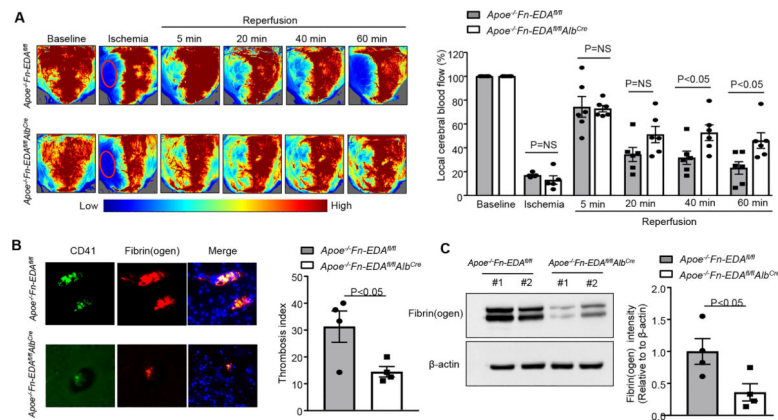 A
Reperfusion
Baseline
Ischemia
5 min
20 min
40 min
60 min
Apoe-/-Fn-EDAfl/fl
Apoe-/-Fn-EDAfl/flAlbCre
Low
High
Apoe-/-Fn-EDAfl/fl
Apoe-/-Fn-EDAfl/flAlbCre
Local cerebral blood flow (%)
100
80
60
40
20
0
P=NS
P=NS
P=NS
P<0.05
P<0.05
Baseline
Ischemia
5 min
20 min
40 min
60 min
Reperfusion
B
CD41
Fibrin(ogen)
Merge
Apoe-/-Fn-EDAfl/fl
Apoe-/-Fn-EDAfl/flAlbCre
Apoe-/-Fn-EDAfl/fl
Apoe-/-Fn-EDAfl/flAlbCre
Thrombosis index
50
40
30
20
10
0
P<0.05
C
Apoe-/-Fn-EDAfl/fl
Apoe-/-Fn-EDAfl/flAlbCre
#1
#2
#1
#2
Fibrin(ogen)
β-actin
Apoe-/-Fn-EDAfl/fl
Apoe-/-Fn-EDAfl/flAlbCre
Fibrin(ogen) intensity
(Relative to to β-actin)
2.0
1.5
1.0
0.5
0.0
P<0.05